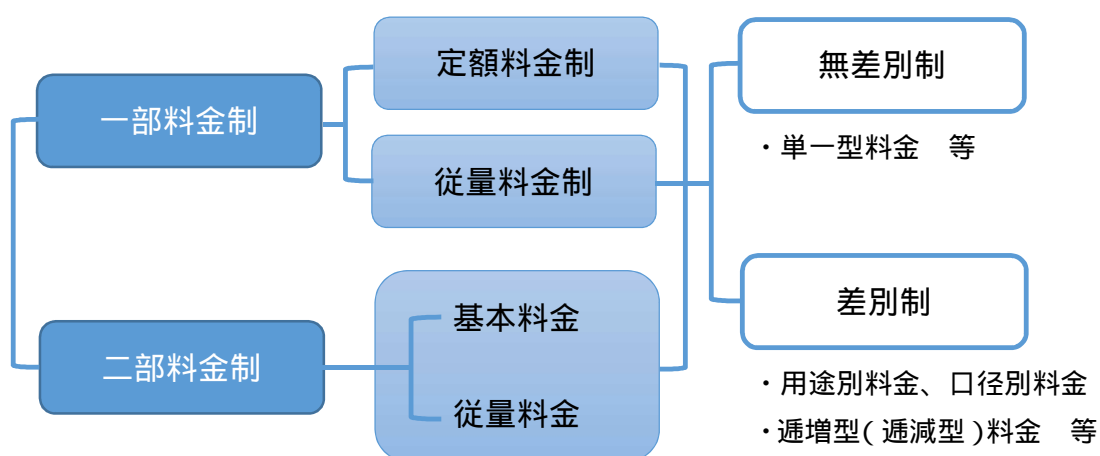 定額料金制
無差別制
一部料金制
・単一型料金　等
従量料金制
基本料金
差別制
二部料金制
・用途別料金、口径別料金
従量料金
・逓増型(逓減型)料金　等